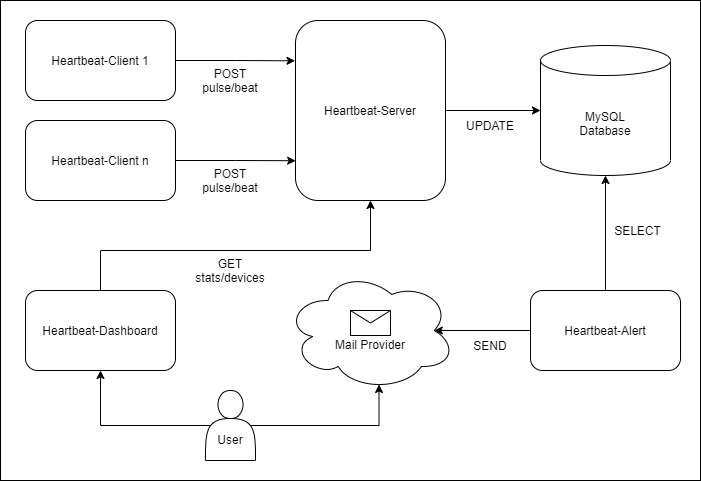 Heartbeat-Client 1
POST
pulse/beat
Heartbeat-Server
UPDATE
MySQL
Database
Heartbeat-Client n
POST
pulse/beat
SELECT
GET
stats/devices
Heartbeat-Dashboard
Mail Provider
SEND
Heartbeat-Alert
User